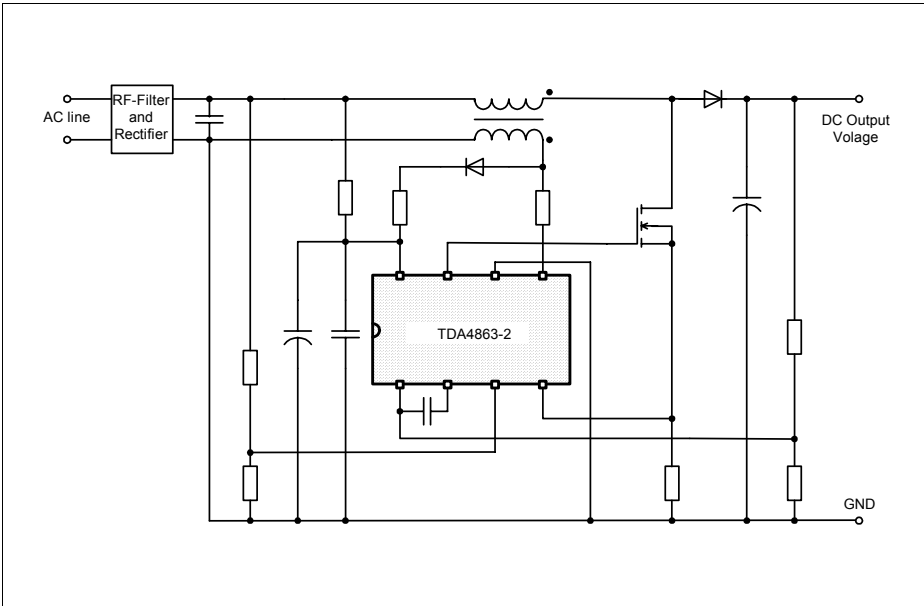 AC line
RF-Filter
and
Rectifier
DC Output
Volage
TDA4863-2
GND